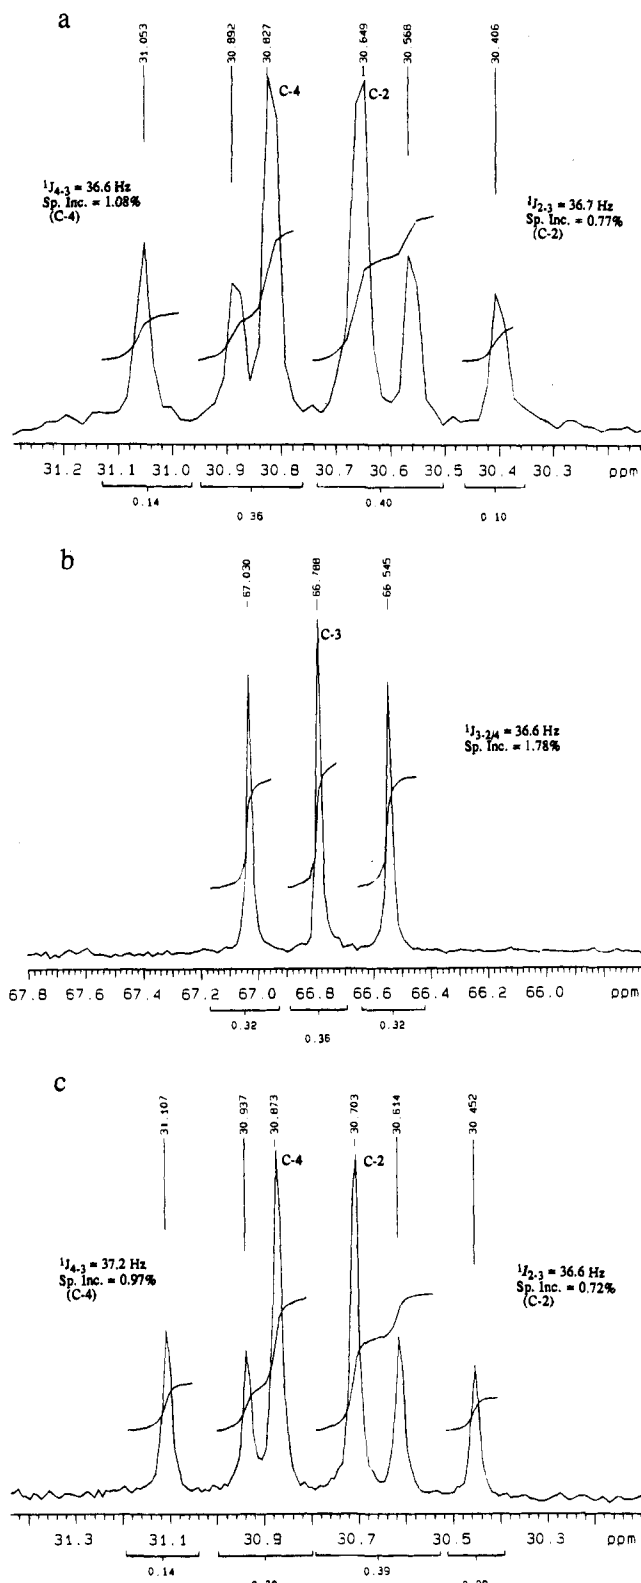 a
31.053
30.892
30.827
30.649
30.568
30.406
C-4
C-2
¹J₄₋₃ = 36.6 Hz
Sp. Inc. = 1.08%
(C-4)
¹J₂₋₃ = 36.7 Hz
Sp. Inc. = 0.77%
(C-2)
31.2 31.1 31.0 30.9 30.8 30.7 30.6 30.5 30.4 30.3 ppm
0.14 0.36 0.40 0.10
b
67.030
66.788
66.545
C-3
¹J₃₋₂/₄ = 36.6 Hz
Sp. Inc. = 1.78%
67.8 67.6 67.4 67.2 67.0 66.8 66.6 66.4 66.2 66.0 ppm
0.32 0.36 0.32
c
31.107
30.937
30.873
30.703
30.614
30.452
C-4
C-2
¹J₄₋₃ = 37.2 Hz
Sp. Inc. = 0.97%
(C-4)
¹J₂₋₃ = 36.6 Hz
Sp. Inc. = 0.72%
(C-2)
31.3 31.1 30.9 30.7 30.5 30.3 ppm
0.14 0.39